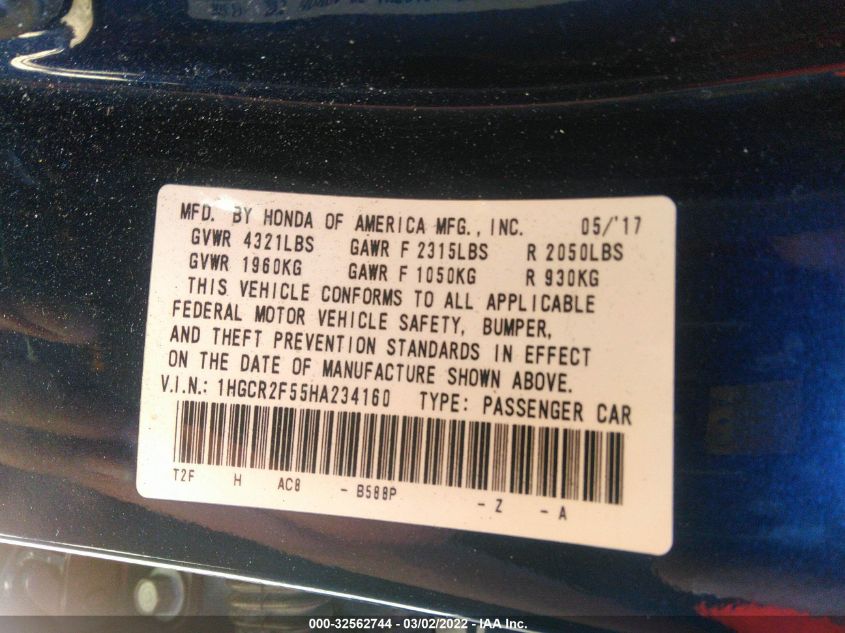 MFD. BY HONDA OF AMERICA MFG., INC. 05/'17
GVWR 4321LBS GAWR F 2315LBS R 2050LBS
GVWR 1960KG GAWR F 1050KG R 930KG
THIS VEHICLE CONFORMS TO ALL APPLICABLE
FEDERAL MOTOR VEHICLE SAFETY, BUMPER,
AND THEFT PREVENTION STANDARDS IN EFFECT
ON THE DATE OF MANUFACTURE SHOWN ABOVE.
V.I.N.: 1HGCR2F55HA234160 TYPE: PASSENGER CAR
T2F H AC8 - B588P - Z - A
000-32562744 - 03/02/2022 - IAA Inc.